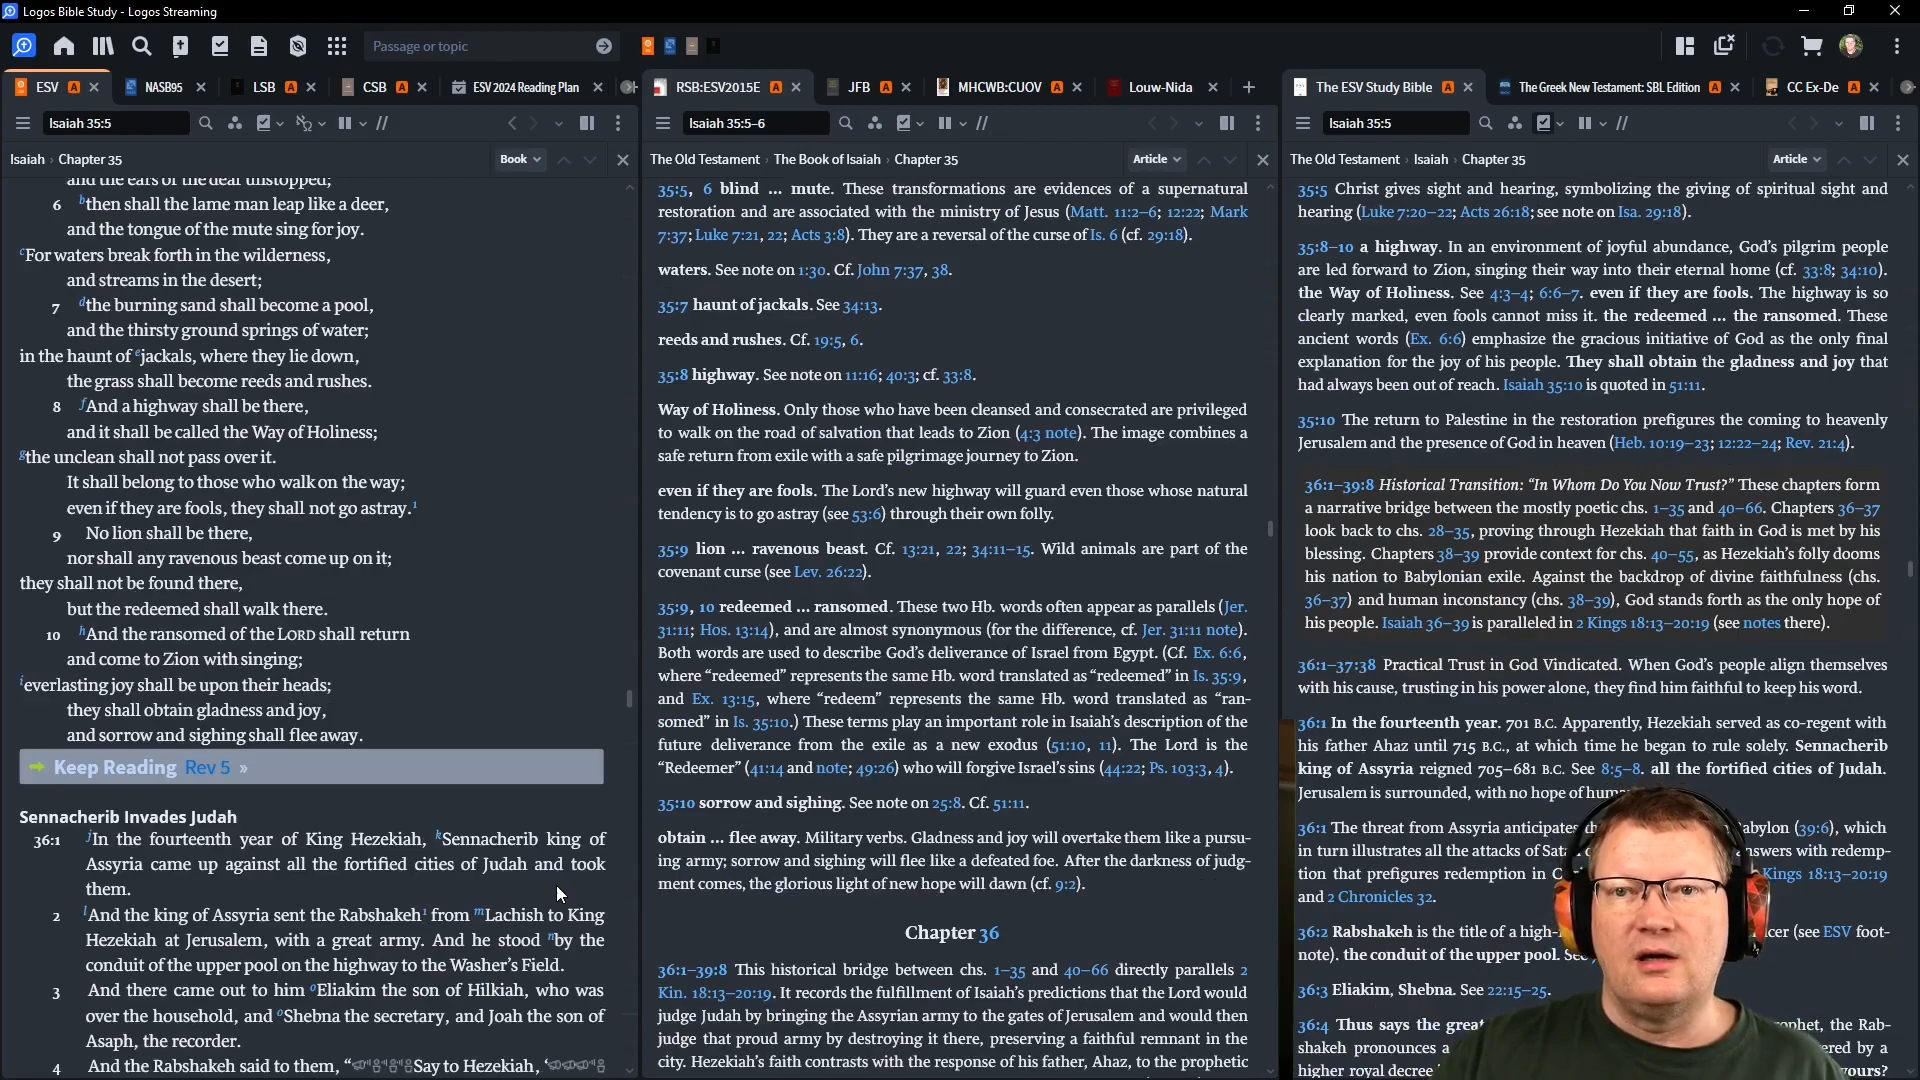 Logos Bible Study - Logos Streaming
Passage or topic
ESV A
NASB95
LSB A
CSB A
ESV 2024 Reading Plan
RSB:ESV2015E A
JFB A
MHCWB:CUOV A
Louw-Nida
The ESV Study Bible A
The Greek New Testament: SBL Edition A
CC Ex-De A
Isaiah 35:5
Isaiah › Chapter 35
Book
and the ears of the deaf unstopped;
6 bthen shall the lame man leap like a deer,
and the tongue of the mute sing for joy.
cFor waters break forth in the wilderness,
and streams in the desert;
7 dthe burning sand shall become a pool,
and the thirsty ground springs of water;
in the haunt of ejackals, where they lie down,
the grass shall become reeds and rushes.
8 fAnd a highway shall be there,
and it shall be called the Way of Holiness;
gthe unclean shall not pass over it.
It shall belong to those who walk on the way;
even if they are fools, they shall not go astray.1
9 No lion shall be there,
nor shall any ravenous beast come up on it;
they shall not be found there,
but the redeemed shall walk there.
10 hAnd the ransomed of the LORD shall return
and come to Zion with singing;
ieverlasting joy shall be upon their heads;
they shall obtain gladness and joy,
and sorrow and sighing shall flee away.
Keep Reading Rev 5 »
Sennacherib Invades Judah
36:1 jIn the fourteenth year of King Hezekiah, kSennacherib king of
Assyria came up against all the fortified cities of Judah and took
them.
2 lAnd the king of Assyria sent the Rabshakeh1 from mLachish to King
Hezekiah at Jerusalem, with a great army. And he stood nby the
conduit of the upper pool on the highway to the Washer's Field.
3 And there came out to him oEliakim the son of Hilkiah, who was
over the household, and oShebna the secretary, and Joah the son of
Asaph, the recorder.
4 And the Rabshakeh said to them, “Say to Hezekiah, ‘
Isaiah 35:5–6
The Old Testament › The Book of Isaiah › Chapter 35
Article
35:5, 6 blind ... mute. These transformations are evidences of a supernatural
restoration and are associated with the ministry of Jesus (Matt. 11:2–6; 12:22; Mark
7:37; Luke 7:21, 22; Acts 3:8). They are a reversal of the curse of Is. 6 (cf. 29:18).
waters. See note on 1:30. Cf. John 7:37, 38.
35:7 haunt of jackals. See 34:13.
reeds and rushes. Cf. 19:5, 6.
35:8 highway. See note on 11:16; 40:3; cf. 33:8.
Way of Holiness. Only those who have been cleansed and consecrated are privileged
to walk on the road of salvation that leads to Zion (4:3 note). The image combines a
safe return from exile with a safe pilgrimage journey to Zion.
even if they are fools. The Lord's new highway will guard even those whose natural
tendency is to go astray (see 53:6) through their own folly.
35:9 lion ... ravenous beast. Cf. 13:21, 22; 34:11–15. Wild animals are part of the
covenant curse (see Lev. 26:22).
35:9, 10 redeemed ... ransomed. These two Hb. words often appear as parallels (Jer.
31:11; Hos. 13:14), and are almost synonymous (for the difference, cf. Jer. 31:11 note).
Both words are used to describe God's deliverance of Israel from Egypt. (Cf. Ex. 6:6,
where “redeemed” represents the same Hb. word translated as “redeemed” in Is. 35:9,
and Ex. 13:15, where “redeem” represents the same Hb. word translated as “ran-
somed” in Is. 35:10.) These terms play an important role in Isaiah's description of the
future deliverance from the exile as a new exodus (51:10, 11). The Lord is the
“Redeemer” (41:14 and note; 49:26) who will forgive Israel's sins (44:22; Ps. 103:3, 4).
35:10 sorrow and sighing. See note on 25:8. Cf. 51:11.
obtain ... flee away. Military verbs. Gladness and joy will overtake them like a pursu-
ing army; sorrow and sighing will flee like a defeated foe. After the darkness of judg-
ment comes, the glorious light of new hope will dawn (cf. 9:2).
Chapter 36
36:1–39:8 This historical bridge between chs. 1–35 and 40–66 directly parallels 2
Kin. 18:13–20:19. It records the fulfillment of Isaiah's predictions that the Lord would
judge Judah by bringing the Assyrian army to the gates of Jerusalem and would then
judge that proud army by destroying it there, preserving a faithful remnant in the
city. Hezekiah's faith contrasts with the response of his father, Ahaz, to the prophetic
Isaiah 35:5
The Old Testament › Isaiah › Chapter 35
Article
35:5 Christ gives sight and hearing, symbolizing the giving of spiritual sight and
hearing (Luke 7:20–22; Acts 26:18; see note on Isa. 29:18).
35:8–10 a highway. In an environment of joyful abundance, God's pilgrim people
are led forward to Zion, singing their way into their eternal home (cf. 33:8; 34:10).
the Way of Holiness. See 4:3–4; 6:6–7. even if they are fools. The highway is so
clearly marked, even fools cannot miss it. the redeemed ... the ransomed. These
ancient words (Ex. 6:6) emphasize the gracious initiative of God as the only final
explanation for the joy of his people. They shall obtain the gladness and joy that
had always been out of reach. Isaiah 35:10 is quoted in 51:11.
35:10 The return to Palestine in the restoration prefigures the coming to heavenly
Jerusalem and the presence of God in heaven (Heb. 10:19–23; 12:22–24; Rev. 21:4).
36:1–39:8 Historical Transition: “In Whom Do You Now Trust?” These chapters form
a narrative bridge between the mostly poetic chs. 1–35 and 40–66. Chapters 36–37
look back to chs. 28–35, proving through Hezekiah that faith in God is met by his
blessing. Chapters 38–39 provide context for chs. 40–55, as Hezekiah's folly dooms
his nation to Babylonian exile. Against the backdrop of divine faithfulness (chs.
36–37) and human inconstancy (chs. 38–39), God stands forth as the only hope of
his people. Isaiah 36–39 is paralleled in 2 Kings 18:13–20:19 (see notes there).
36:1–37:38 Practical Trust in God Vindicated. When God's people align themselves
with his cause, trusting in his power alone, they find him faithful to keep his word.
36:1 In the fourteenth year. 701 B.C. Apparently, Hezekiah served as co-regent with
his father Ahaz until 715 B.C., at which time he began to rule solely. Sennacherib
king of Assyria reigned 705–681 B.C. See 8:5–8. all the fortified cities of Judah.
Jerusalem is surrounded, with no hope of hum
36:1 The threat from Assyria anticipates th abylon (39:6), which
in turn illustrates all the attacks of Sata nswers with redemp-
tion that prefigures redemption in C Kings 18:13–20:19
and 2 Chronicles 32.
36:2 Rabshakeh is the title of a high- cer (see ESV foot-
note). the conduit of the upper pool. Se
36:3 Eliakim, Shebna. See 22:15–25.
36:4 Thus says the great ophet, the Rab-
shakeh pronounces a ered by a
higher royal decree yours?